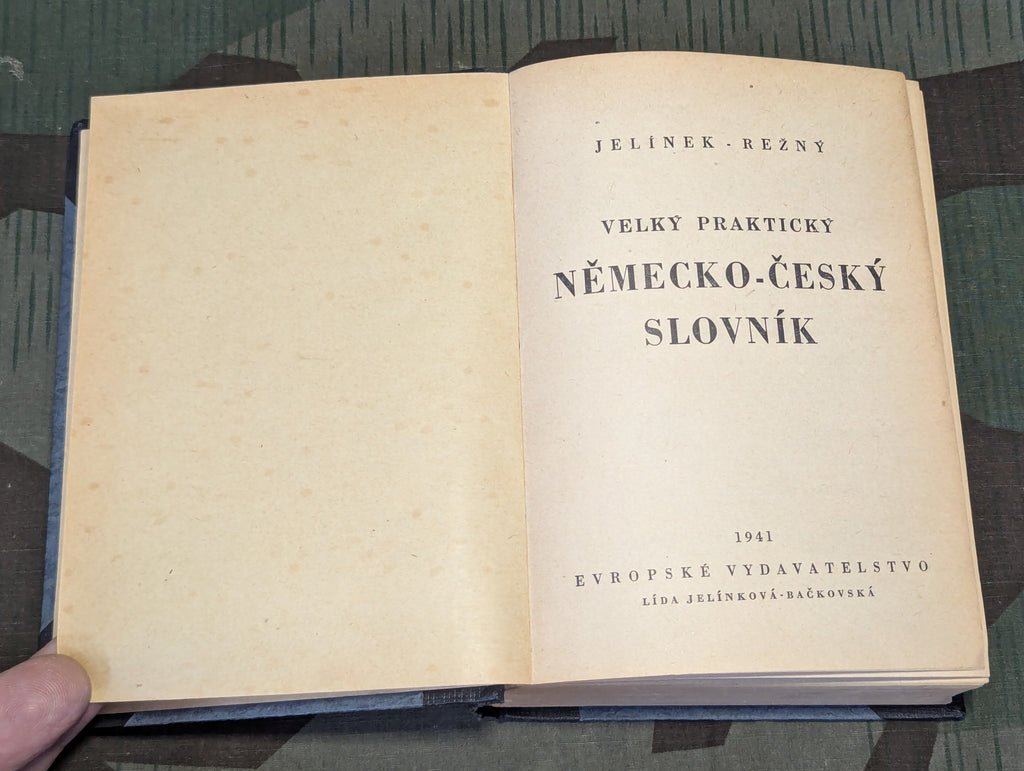 JELÍNEK - REŽNÝ
VELKÝ PRAKTICKÝ
NĚMECKO-ČESKÝ
SLOVNÍK
1941
EVROPSKÉ VYDAVATELSTVO
LÍDA JELÍNKOVÁ-BAČKOVSKÁ